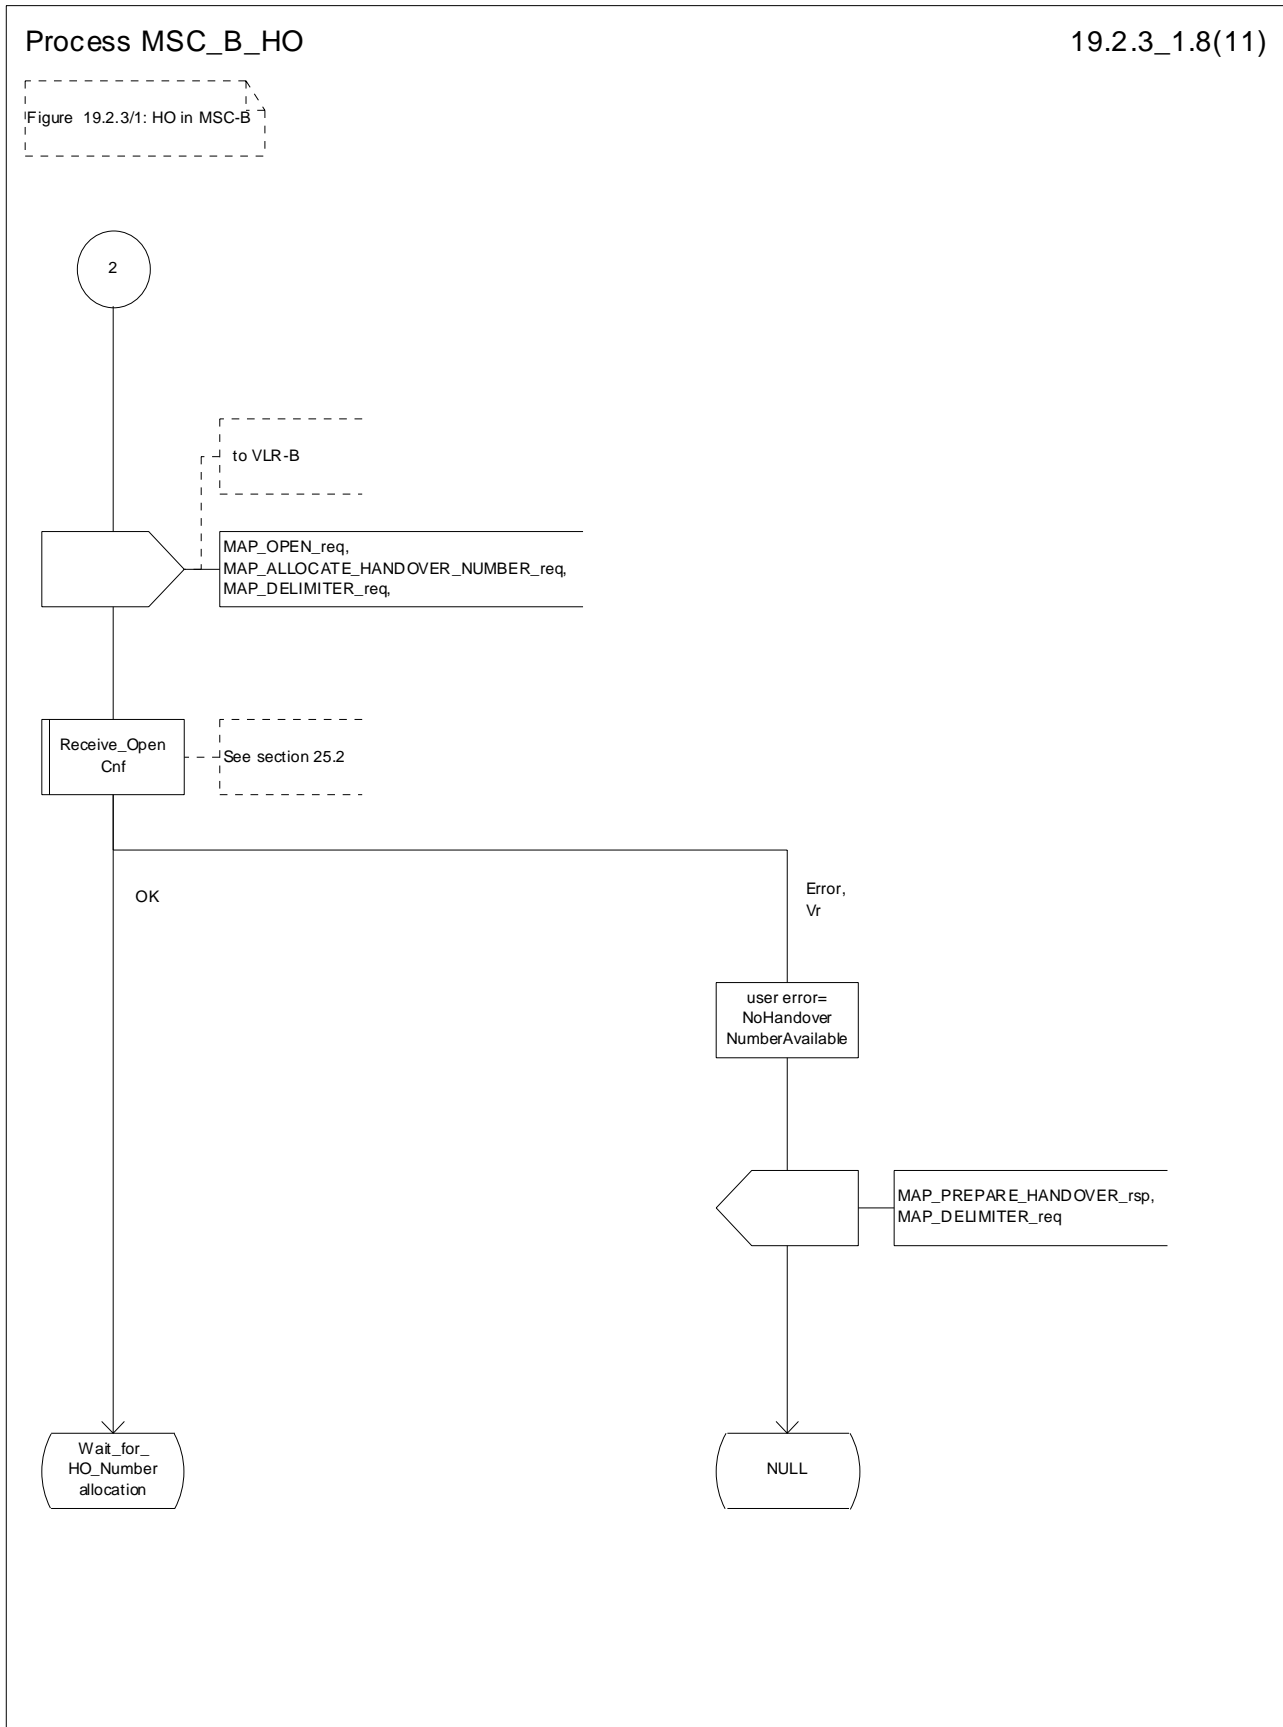 Process MSC_B_HO
19.2.3_1.8(11)
Figure 19.2.3/1: HO in MSC-B
2
to VLR-B
MAP_OPEN_req,
MAP_ALLOCATE_HANDOVER_NUMBER_req,
MAP_DELIMITER_req,
Receive_Open
Cnf
See section 25.2
OK
Error,
Vr
user error=
NoHandover
NumberAvailable
MAP_PREPARE_HANDOVER_rsp,
MAP_DELIMITER_req
Wait_for_
HO_Number
allocation
NULL